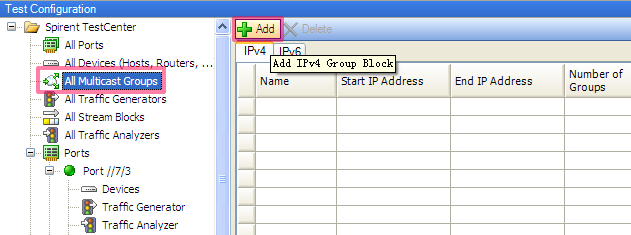 Test Configuration
Spirent TestCenter
All Ports
All Devices (Hosts, Routers, ...
All Multicast Groups
All Traffic Generators
All Stream Blocks
All Traffic Analyzers
Ports
Port //7/3
Devices
Traffic Generator
Traffic Analyzer
Add Delete
IPv4 IPv6
Add IPv4 Group Block
Name Start IP Address End IP Address Number of Groups